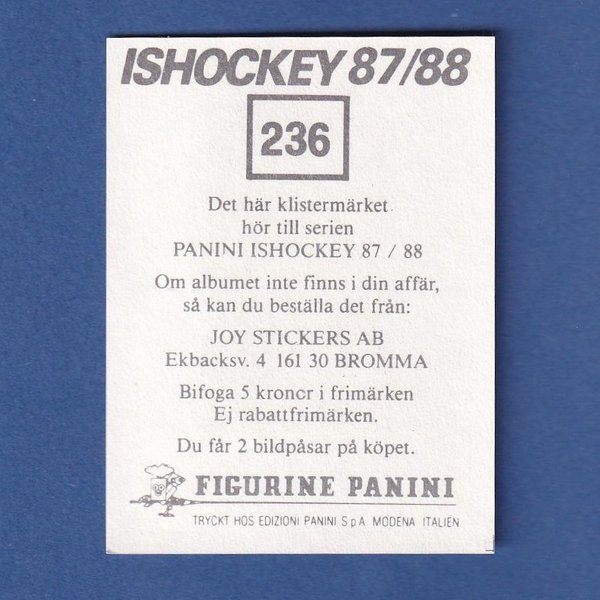 ISHOCKEY 87/88
236
Det här klistermärket
hör till serien
PANINI ISHOCKEY 87 / 88
Om albumet inte finns i din affär,
så kan du beställa det från:
JOY STICKERS AB
Ekbacksv. 4 161 30 BROMMA
Bifoga 5 kronor i frimärken
Ej rabattfrimärken.
Du får 2 bildpåsar på köpet.
FIGURINE PANINI
TRYCKT HOS EDIZIONI PANINI S p A MODENA ITALIEN